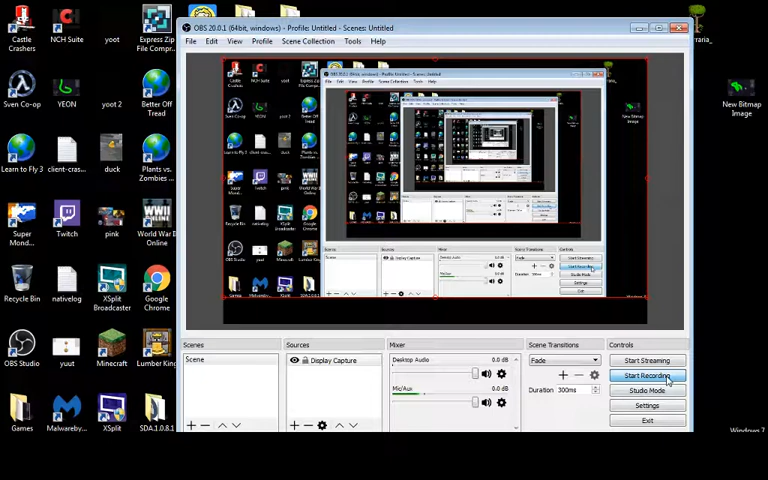 OBS 20.0.1 (64bit, windows) - Profile: Untitled - Scenes: Untitled
File Edit View Profile Scene Collection Tools Help
Castle Crashers
NCH Suite
yoot
Express Zip File Compr...
Sven Co-op
YEON
yoot 2
Better Off Tread
New Bitmap Image
Learn to Fly 3
client-cras...
duck
Plants vs. Zombies ...
Super Mond...
Twitch
pink
World War II Online
Recycle Bin
nativelog
XSplit Broadcaster
Google Chrome
OBS Studio
yuut
Minecraft
Lumber King
Games
Malwareby...
XSplit
SDA.1.0.8.1
Scenes
Sources
Mixer
Scene Transitions
Controls
Scene
Display Capture
Desktop Audio 0.0 dB
Mic/Aux 0.0 dB
Fade
Duration 300ms
Start Streaming
Start Recording
Studio Mode
Settings
Exit
Windows 7